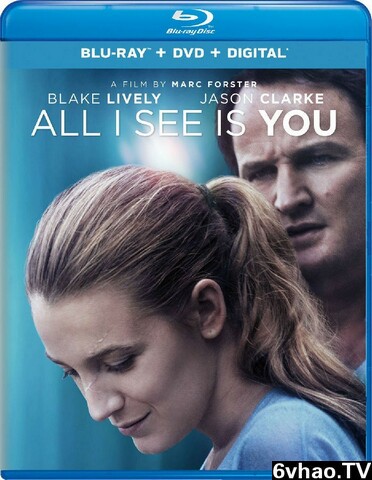 Blu-ray Disc
BLU-RAY™ + DVD + DIGITAL*
A FILM BY MARC FORSTER
BLAKE LIVELY JASON CLARKE
ALL I SEE IS YOU
6vhao.TV